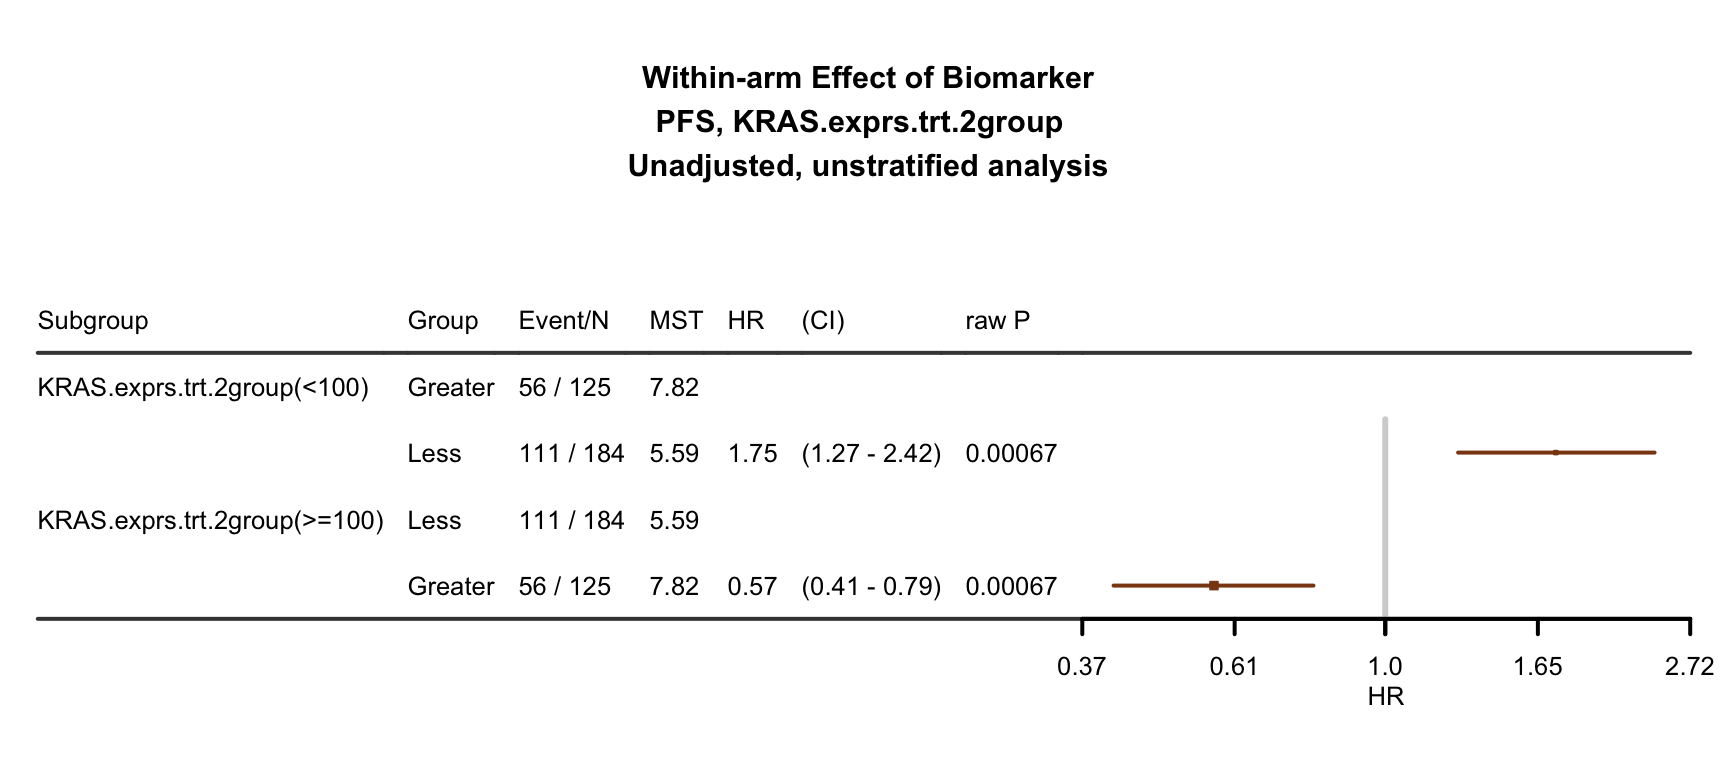 Within-arm Effect of Biomarker
PFS, KRAS.exprs.trt.2group
Unadjusted, unstratified analysis
Subgroup Group Event/N MST HR (CI) raw P
KRAS.exprs.trt.2group(<100) Greater 56 / 125 7.82
Less 111 / 184 5.59 1.75 (1.27 - 2.42) 0.00067
KRAS.exprs.trt.2group(>=100) Less 111 / 184 5.59
Greater 56 / 125 7.82 0.57 (0.41 - 0.79) 0.00067
0.37 0.61 1.0 1.65 2.72
HR